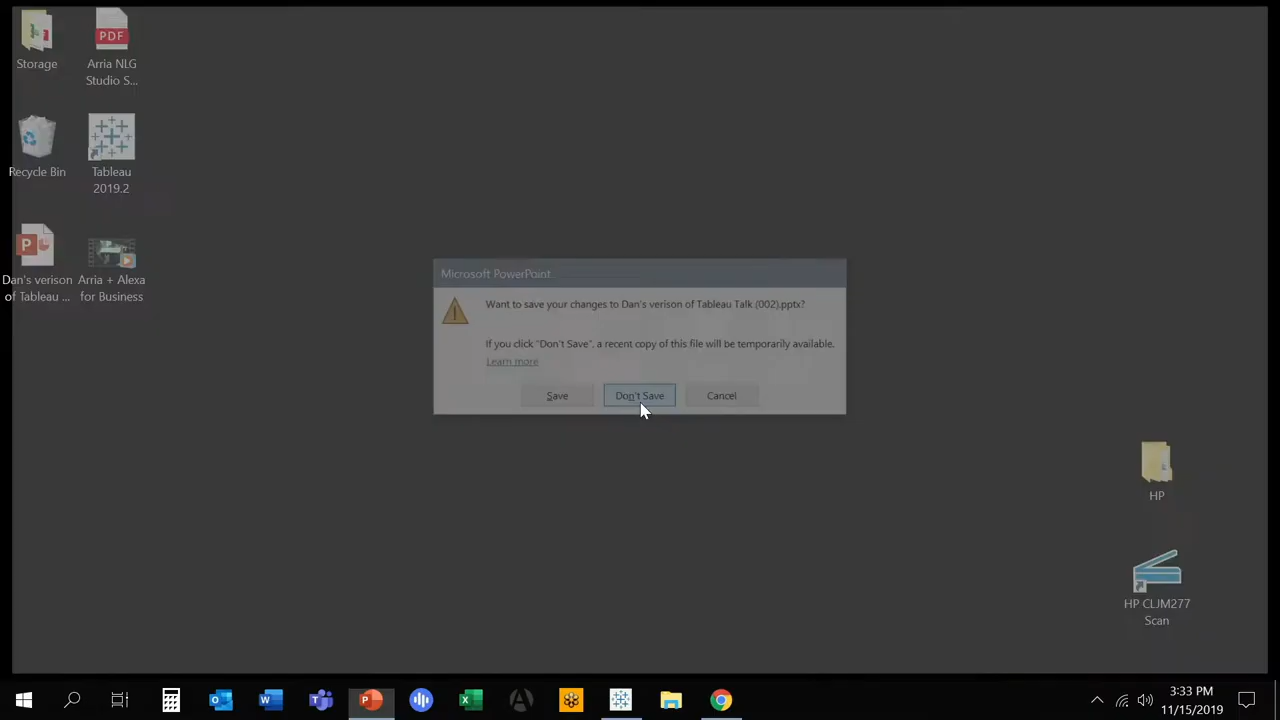 Storage
PDF
Arria NLG
Studio S...
Recycle Bin
Tableau
2019.2
P
Dan's verison
of Tableau ...
Arria + Alexa
for Business
Microsoft PowerPoint
Want to save your changes to Dan's verison of Tableau Talk (002).pptx?
If you click "Don't Save", a recent copy of this file will be temporarily available.
Learn more
Save
Don't Save
Cancel
HP
HP CLJM277
Scan
3:33 PM
11/15/2019